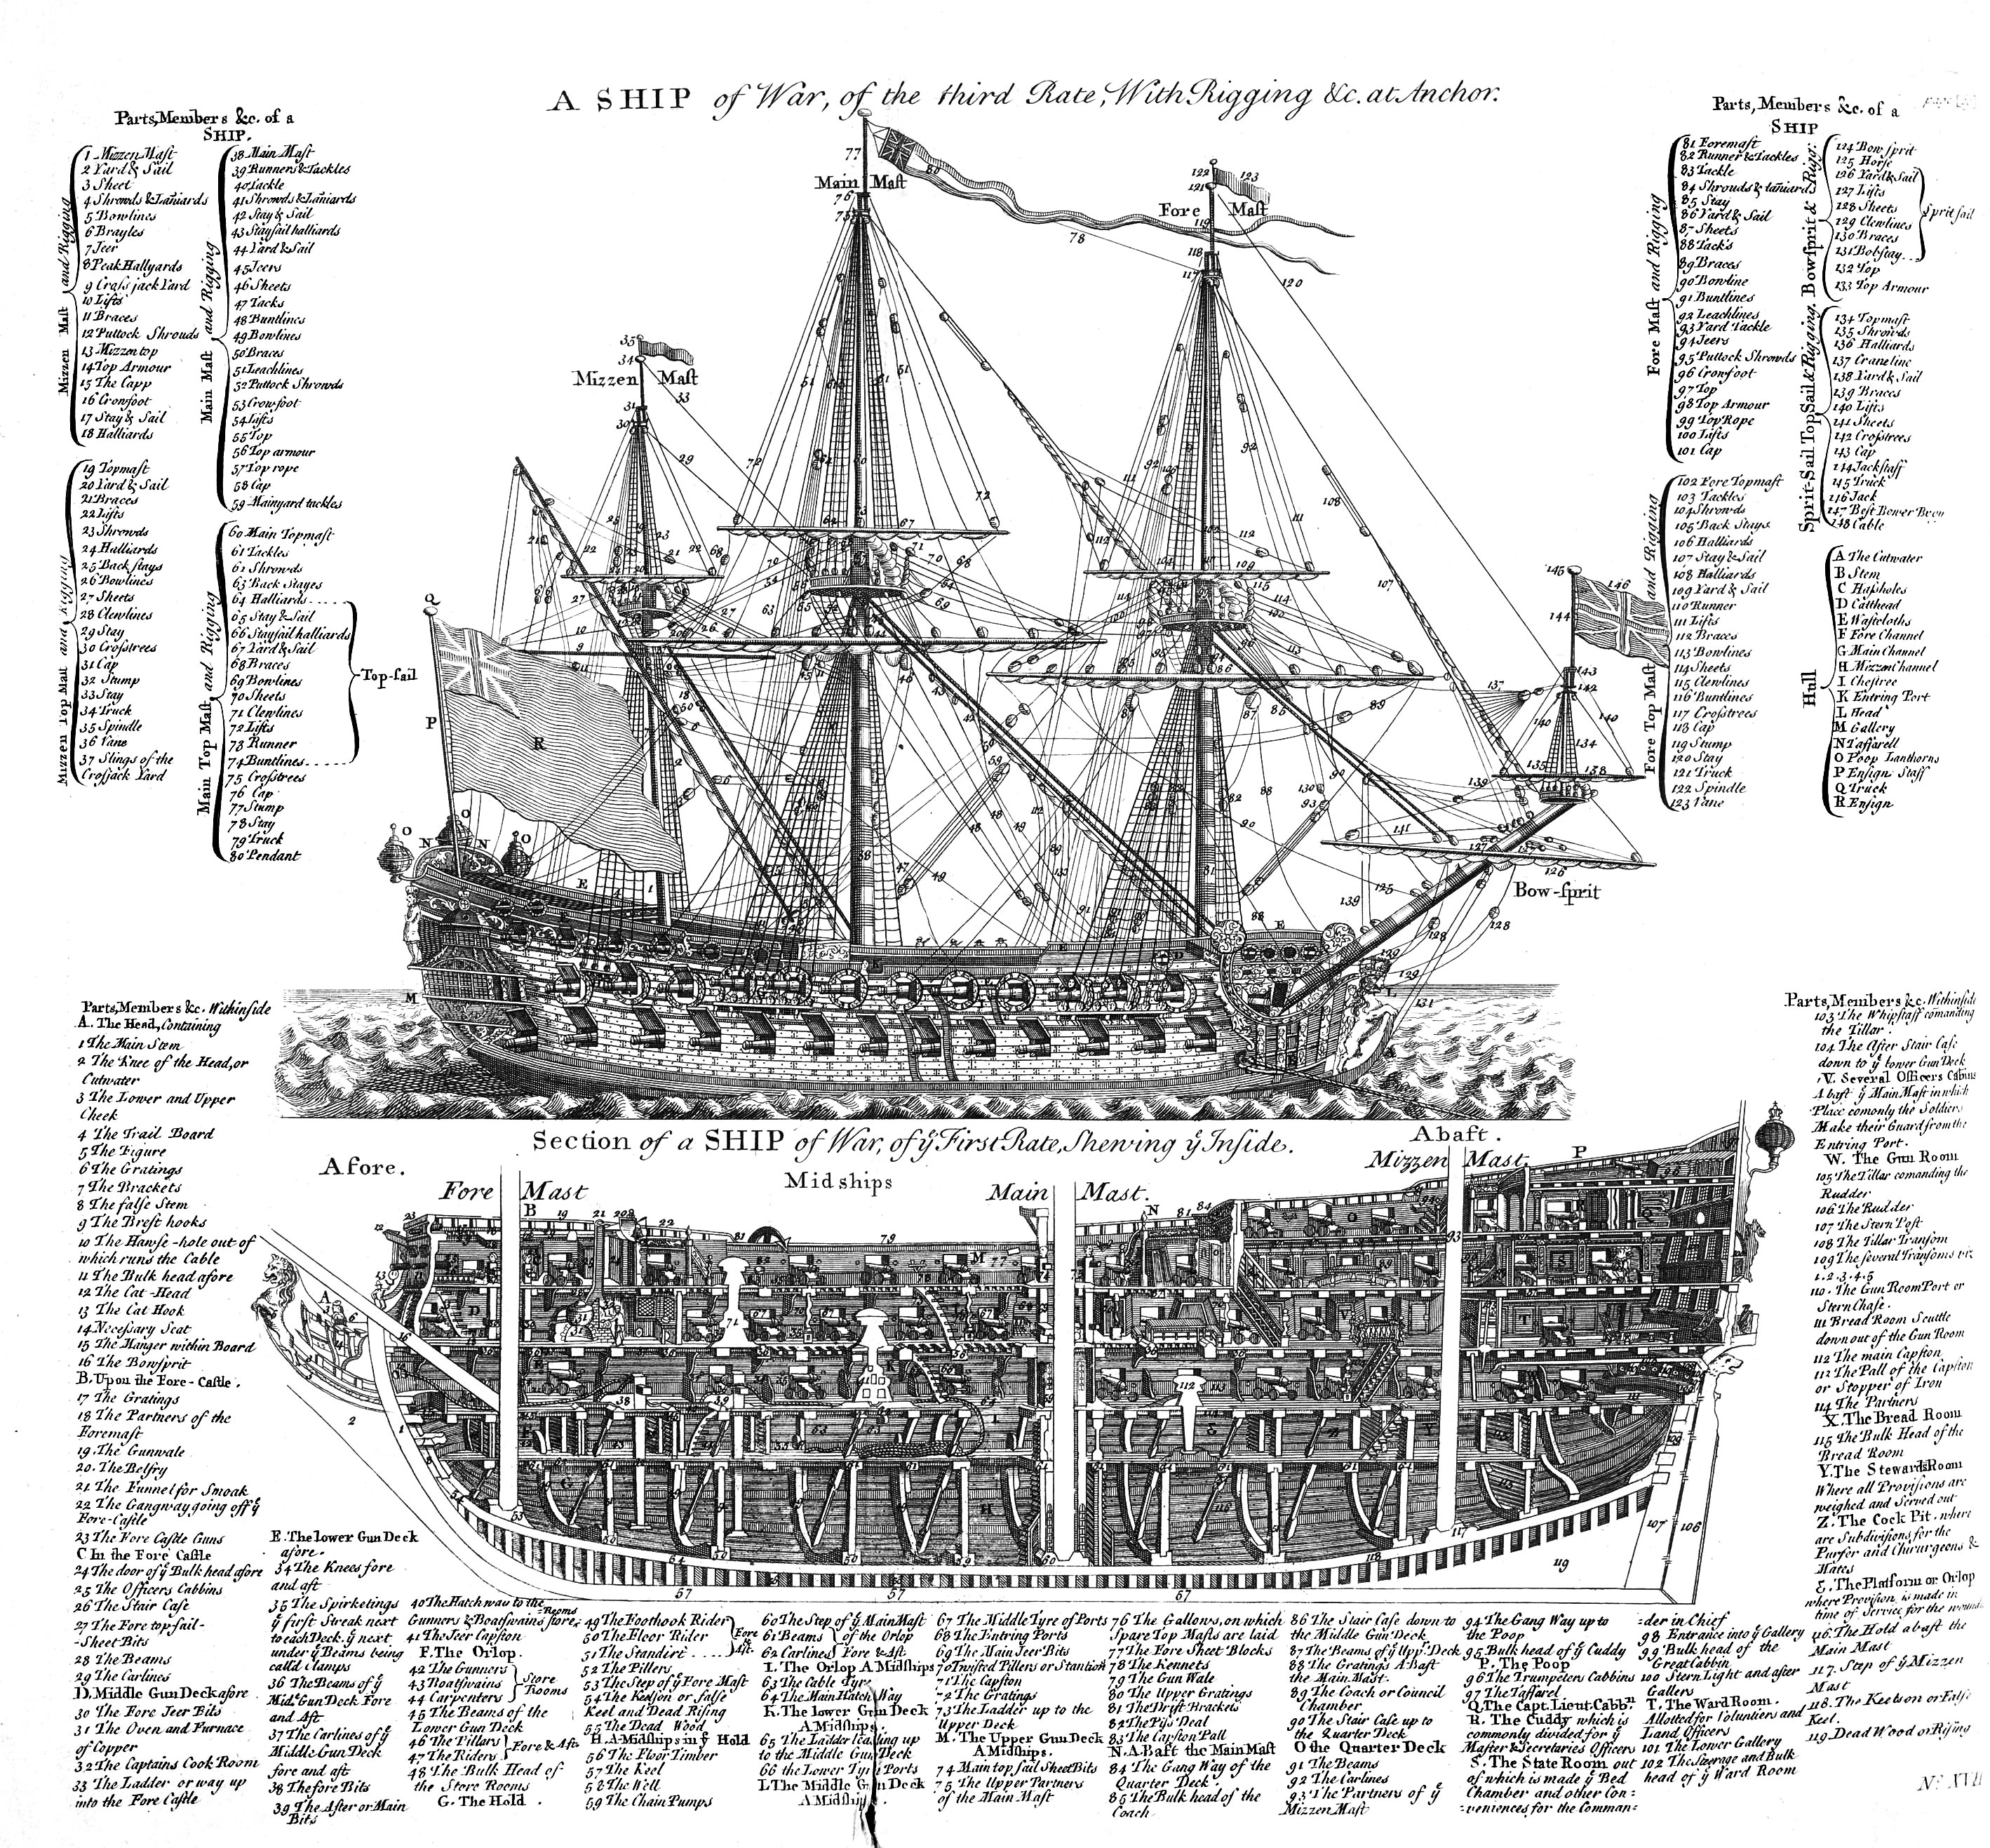 A SHIP of War, of the third Rate, With Rigging &c. at Anchor.
Parts, Members &c. of a
SHIP.
Mizzen Mast and Rigging
1 Mizzen Mast
2 Yard & Sail
3 Sheet
4 Shrowds & Laniards
5 Bowlines
6 Brayles
7 Jeer
8 Peak Hallyards
9 Crossjack Yard
10 Lifts
11 Braces
12 Puttock Shrouds
13 Mizzen top
14 Top Armour
15 The Capp
16 Crowfoot
17 Stay & Sail
18 Halliards
Mizzen Top Mast and Rigging
19 Topmast
20 Yard & Sail
21 Braces
22 Lifts
23 Shrowds
24 Halliards
25 Back stays
26 Bowlines
27 Sheets
28 Clewlines
29 Stay
30 Crosstrees
31 Cap
32 Stump
33 Stay
34 Truck
35 Spindle
36 Vane
37 Slings of the
Crosjack Yard
Main Mast and Rigging
38 Main Mast
39 Runners & Tackles
40 Tackle
41 Shrowds & Laniards
42 Stay & Sail
43 Staysail halliards
44 Yard & Sail
45 Jeers
46 Sheets
47 Tacks
48 Buntlines
49 Bowlines
50 Braces
51 Leachlines
52 Puttock Shrowds
53 Crowfoot
54 Lifts
55 Top
56 Top armour
57 Top rope
58 Cap
59 Mainyard tackles
Main Top Mast and Rigging
60 Main Topmast
61 Tackles
62 Shrowds
63 Back Stayes
64 Halliards
65 Stay & Sail
66 Staysail halliards
67 Yard & Sail
68 Braces
69 Bowlines
70 Sheets
71 Clewlines
72 Lifts
73 Runner
74 Buntlines
75 Crosstrees
76 Cap
77 Stump
78 Stay
79 Truck
80 Pendant
Top-sail
Main Mast
Fore Mast
Mizzen Mast
Bow-sprit
Parts, Members &c. of a
SHIP
Fore Mast and Rigging
81 Foremast
82 Runner & Tackles
83 Tackle
84 Shrouds & laniard
85 Stay
86 Yard & Sail
87 Sheets
88 Tacks
89 Braces
90 Bowline
91 Buntlines
92 Leachlines
93 Yard Tackle
94 Jeers
95 Puttock Shrowds
96 Crowfoot
97 Top
98 Top Armour
99 Top Rope
100 Lifts
101 Cap
Fore Top Mast and Rigging
102 Fore Topmast
103 Tackles
104 Shrowds
105 Back Stays
106 Halliards
107 Stay & Sail
108 Halliards
109 Yard & Sail
110 Runner
111 Lifts
112 Braces
113 Bowlines
114 Sheets
115 Clewlines
116 Buntlines
117 Crosstrees
118 Cap
119 Stump
120 Stay
121 Truck
122 Spindle
123 Vane
Bowsprit & Rigg:
124 Bow sprit
125 Horse
126 Yard & Sail
127 Lifts
128 Sheets
129 Clewlines
130 Braces
131 Bobstay
132 Top
133 Top Armour
Spritsail
Sprit-Sail Top Sail & Rigging.
134 Topmast
135 Shrowds
136 Halliards
137 Craneline
138 Yard & Sail
139 Braces
140 Lifts
141 Sheets
142 Crosstrees
143 Cap
144 Jackstaff
145 Truck
146 Jack
147 Best Bower Buoy
148 Cable
Hull
A The Cutwater
B Stem
C Hassholes
D Catthead
E Wastcloths
F Fore Channel
G Main Channel
H Mizzen Channel
I Chestree
K Entring Port
L Head
M Gallery
N Taffarell
O Poop Lanthorns
P Ensign Staff
Q Truck
R Ensign
Section of a SHIP of War, of ye First Rate, Shewing ye Inside.
Afore.
Midships
Abaft.
Fore Mast
Main Mast.
Mizzen Mast.
Parts, Members &c. Withinside
A. The Head, Containing
1 The Main Stem
2 The Knee of the Head, or
Cutwater
3 The Lower and Upper
Cheek
4 The Trail Board
5 The Figure
6 The Gratings
7 The Brackets
8 The false Stem
9 The Brest hooks
10 The Hawse-hole out of
which runs the Cable
11 The Bulk head afore
12 The Cat-Head
13 The Cat Hook
14 Necessary Seat
15 The Manger within Board
16 The Bowsprit
B. Upon the Fore-Castle.
17 The Gratings
18 The Partners of the
Foremast
19. The Gunwale
20. The Belfry
21 The Funnel for Smoak
22 The Gangway going off ye
Fore-Castle
23 The Fore Castle Guns
C In the Fore Castle
24 The door of ye Bulk head afore
25 The Officers Cabbins
26 The Stair Case
27 The Fore topsail-
-Sheet Bits
28 The Beams
29 The Carlines
D. Middle Gun Deck afore
30 The Fore Jeer Bits
31 The Oven and Furnace
of Copper
32 The Captains Cook Room
33 The Ladder or way up
into the Fore Castle
E. The lower Gun Deck
afore.
34 The Knees fore
and aft
35 The Spirketings
ye first Streak next
to each Deck ye next
under ye Beams being
call'd Clamps
36 The Beams of ye
Mid: Gun Deck Fore
and Aft
37 The Carlines of ye
Middle Gun Deck
fore and aft
38 The fore Bits
39 The After or Main
Bits
40 The Hatch way to the
Gunners & Boatswains store Rooms
41 The Jeer Capston
F. The Orlop.
42 The Gunners
43 Boatswains
44 Carpenters
Store Rooms
45 The Beams of the
Lower Gun Deck
46 The Pillars
47 The Riders
Fore & Aft
48 The Bulk Head of
the Store Rooms
G. The Hold.
49 The Foothook Rider
50 The Floor Rider
Fore & Aft.
51 The Standert
52 The Pillers
53 The Step of ye Fore Mast
54 The Keelson or false
Keel and Dead Rising
55 The Dead Wood
H. A Midships in ye Hold
56 The Floor Timber
57 The Keel
58 The Well
59 The Chain Pumps
60 The Step of ye Main Mast
61 Beams
62 Carlines
of the Orlop
Fore & Aft
I. The Orlop A Midships
63 The Cable Tyre
64 The Main Hatch Way
K. The lower Gun Deck
A Midships.
65 The Ladder leading up
to the Middle Gun Deck
66 the Lower Tyre Ports
L The Middle Gun Deck
A Midships
67 The Middle Tyre of Ports
68 The Entring Ports
69 The Main Jeer Bits
70 Twisted Pillers or Stantion
71 The Capston
72 The Gratings
73 The Ladder up to the
Upper Deck
M. The Upper Gun Deck
A Midships.
74 Main top sail Sheet Bits
75 The Upper Partners
of the Main Mast
76 The Gallows, on which
Spare Top Masts are laid
77 The Fore Sheet Blocks
78 The Kennets
79 The Gun Wale
80 The Upper Gratings
81 The Drift Brackets
82 The Piss Deal
83 The Capston Pall
N. A Baft the Main Mast
84 The Gang Way of the
Quarter Deck
85 The Bulk head of the
Coach
86 The Stair Case down to
the Middle Gun Deck
87 The Beams of ye Upp: Deck
88 The Gratings A Baft
the Main Mast.
89 The Coach or Council
Chamber
90 The Stair Case up to
the Quarter Deck
O the Quarter Deck
91 The Beams
92 The Carlines
93 The Partners of ye
Mizzen Mast
94 The Gang Way up to
the Poop
95 Bulk head of ye Cuddy
P. The Poop
96 The Trumpeters Cabbins
97 The Taffarel
Q. The Capt. Lieut. Cabbn
R. The Cuddy which is
commonly divided for ye
Master & Secretaries Officers
S. The State Room out
of which is made ye Bed
Chamber and other Con:
:veniences for the Comman:
:der in Chief
98 Entrance into ye Gallery
99 Bulk head of the
Great Cabbin
100 Stern Light and after
Gallery
T. The Ward Room.
Allotted for Voluntiers and
Land Officers
101 The Lower Gallery
102 The Steerage and Bulk
head of ye Ward Room
Parts, Members &c. Withinside
103 The Whipstaff comanding
the Tillar.
104 The After Stair Case
down to ye lower Gun Deck
V. Several Officers Cabins
Abaft ye Main Mast in which
Place comonly the Soldiers
Make their Guard from the
Entring Port.
W. The Gun Room
105 The Tillar comanding the
Rudder
106 The Rudder
107 The Stern Post
108 The Tillar Transom
109 The several Transoms viz
1.2.3.4.5
110. The Gun Room Port or
Stern Chase.
111 Bread Room Scuttle
down out of the Gun Room
112 The main Capston
112 The Pall of the Capston
or Stopper of Iron
114 The Partners
X. The Bread Room
115 The Bulk Head of the
Bread Room
Y. The Stewards Room
Where all Provisions are
weighed and Served out
Z. The Cock Pit. where
are Subdivisions for the
Purser and Chirurgeons &
Mates
&. The Platform or Orlop
where Provision is made in
time of Service for the wound
116. The Hold abaft the
Main Mast
117. Step of ye Mizzen
Mast
118. The Keelson or False
Keel.
119 Dead Wood or Rising
No XVII